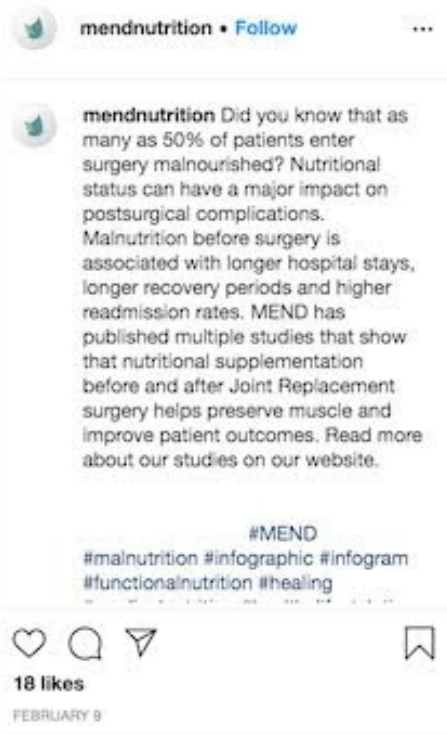 mendnutrition • Follow
mendnutrition Did you know that as
many as 50% of patients enter
surgery malnourished? Nutritional
status can have a major impact on
postsurgical complications.
Malnutrition before surgery is
associated with longer hospital stays,
longer recovery periods and higher
readmission rates. MEND has
published multiple studies that show
that nutritional supplementation
before and after Joint Replacement
surgery helps preserve muscle and
improve patient outcomes. Read more
about our studies on our website.
#MEND
#malnutrition #infographic #infogram
#functionalnutrition #healing
18 likes
FEBRUARY 9